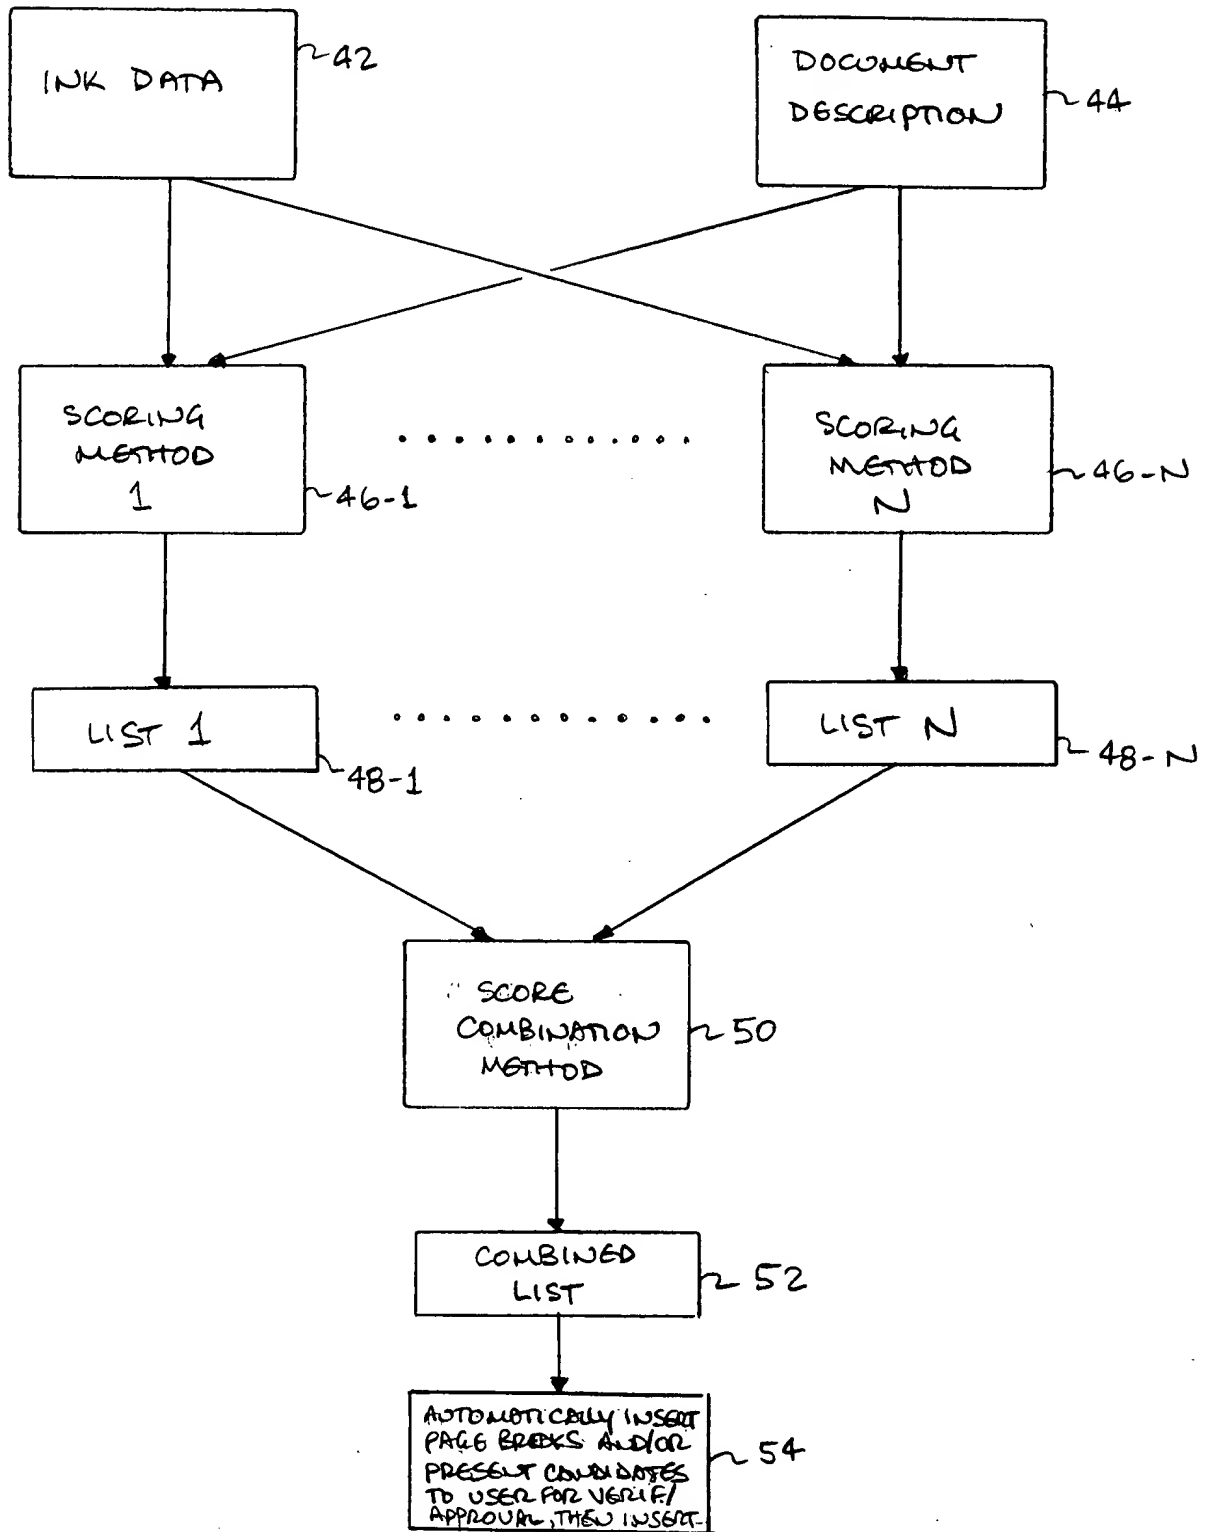 INK DATA
42
DOCUMENT
DESCRIPTION
44
SCORING
METHOD
1
46-1
SCORING
METHOD
N
46-N
LIST 1
48-1
LIST N
48-N
SCORE
COMBINATION
METHOD
50
COMBINED
LIST
52
AUTOMATICALLY INSERT
PAGE BREAKS AND/OR
PRESENT CANDIDATES
TO USER FOR VERIF/
APPROVAL, THEN INSERT
54